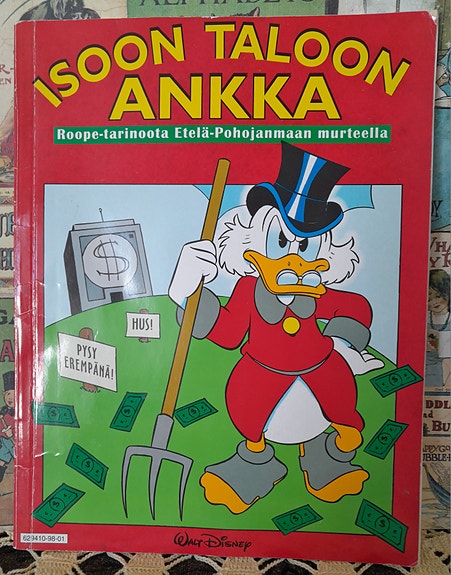 ISOON TALOON
ANKKA
Roope-tarinoota Etelä-Pohojanmaan murteella
$
HUS!
PYSY
EREMPÄNÄ!
WALT DISNEY
629410-98-01